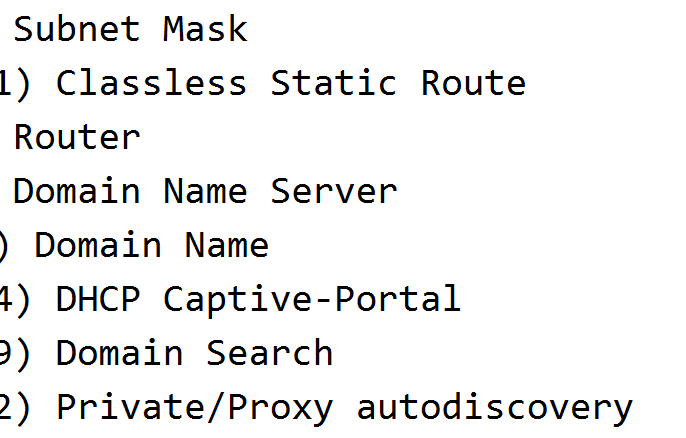 Subnet Mask
1) Classless Static Route
Router
Domain Name Server
) Domain Name
4) DHCP Captive-Portal
9) Domain Search
2) Private/Proxy autodiscovery